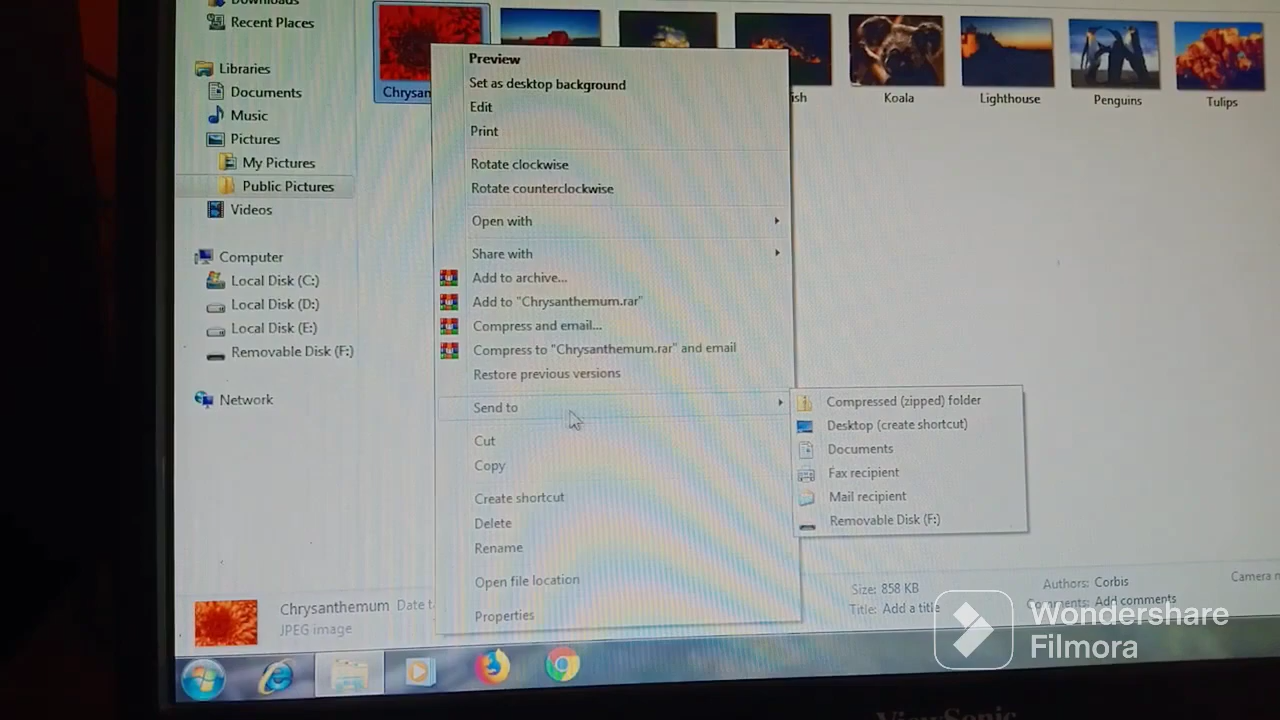 Downloads
Recent Places
Libraries
Documents
Music
Pictures
My Pictures
Public Pictures
Videos
Computer
Local Disk (C:)
Local Disk (D:)
Local Disk (E:)
Removable Disk (F:)
Network
Chrysan
ish
Koala
Lighthouse
Penguins
Tulips
Preview
Set as desktop background
Edit
Print
Rotate clockwise
Rotate counterclockwise
Open with
Share with
Add to archive...
Add to "Chrysanthemum.rar"
Compress and email...
Compress to "Chrysanthemum.rar" and email
Restore previous versions
Send to
Cut
Copy
Create shortcut
Delete
Rename
Open file location
Properties
Compressed (zipped) folder
Desktop (create shortcut)
Documents
Fax recipient
Mail recipient
Removable Disk (F:)
Chrysanthemum Date t
JPEG image
Size: 858 KB
Title: Add a title
Authors: Corbis
Comments: Add comments
Camera
Wondershare
Filmora
ViewSonic